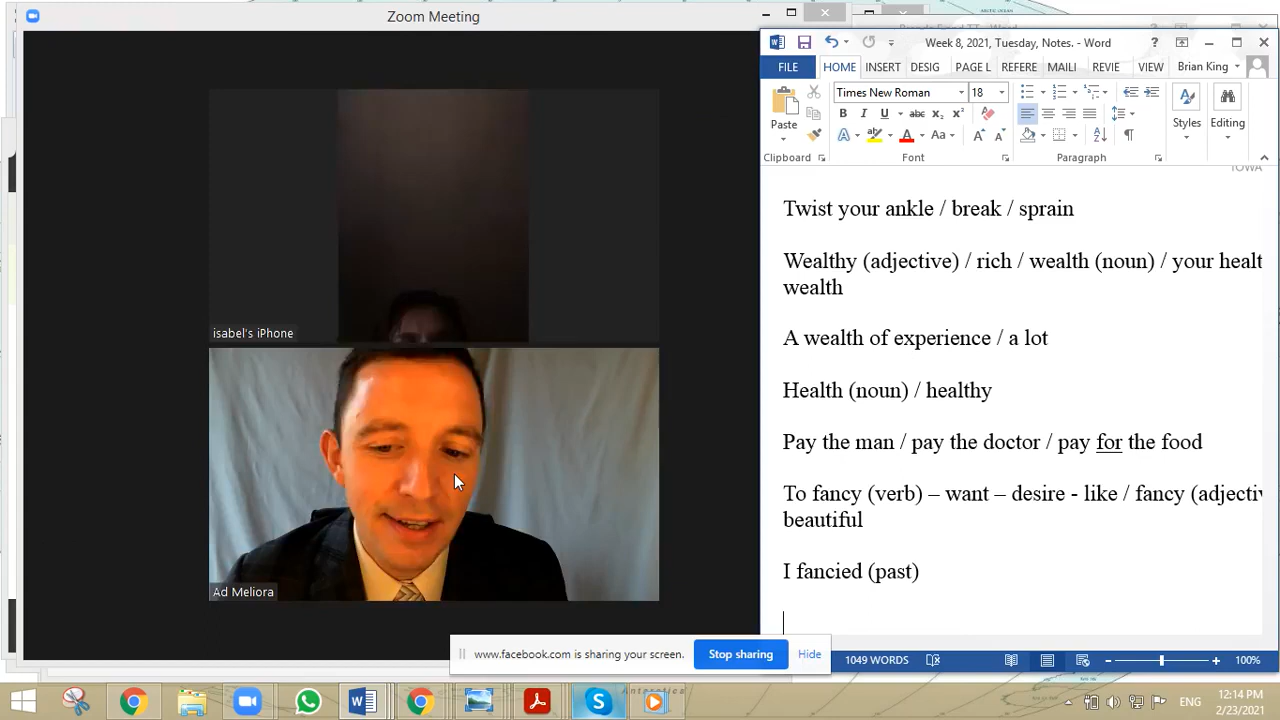 Zoom Meeting
Week 8, 2021, Tuesday, Notes. - Word
FILE HOME INSERT DESIG PAGE L REFERE MAILI REVIE VIEW Brian King
Times New Roman 18
Paste
Styles
Editing
Clipboard Font Paragraph
IOWA
Twist your ankle / break / sprain
Wealthy (adjective) / rich / wealth (noun) / your healt
wealth
A wealth of experience / a lot
Health (noun) / healthy
Pay the man / pay the doctor / pay for the food
To fancy (verb) – want – desire - like / fancy (adjectiv
beautiful
I fancied (past)
isabel's iPhone
Ad Meliora
www.facebook.com is sharing your screen. Stop sharing Hide
1049 WORDS 100%
ENG
12:14 PM
2/23/2021